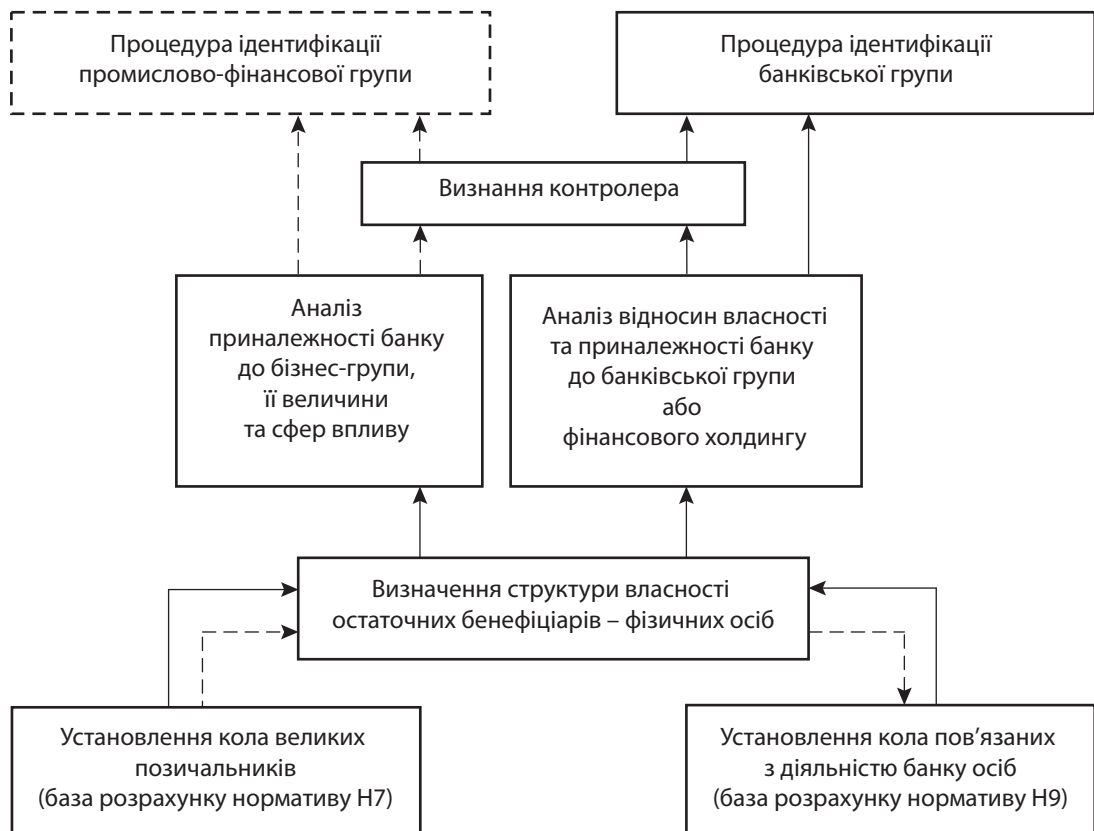 Процедура ідентифікації
промислово-фінансової групи
Процедура ідентифікації
банківської групи
Визнання контролера
Аналіз
приналежності банку
до бізнес-групи,
її величини
та сфер впливу
Аналіз відносин власності
та приналежності банку
до банківської групи
або
фінансового холдингу
Визначення структури власності
остаточних бенефіціарів – фізичних осіб
Установлення кола великих
позичальників
(база розрахунку нормативу Н7)
Установлення кола пов’язаних
з діяльністю банку осіб
(база розрахунку нормативу Н9)